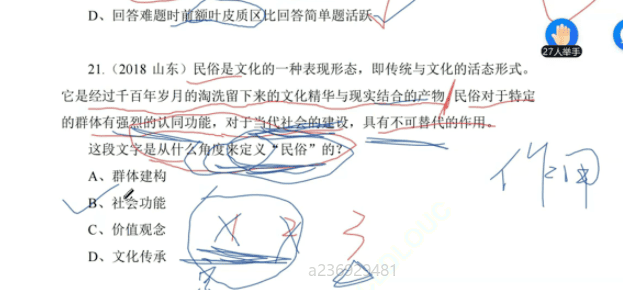 D、回答难题时前额叶皮质区比回答简单题活跃
27人举手
21.（2018 山东）民俗是文化的一种表现形态，即传统与文化的活态形式。
它是经过千百年岁月的淘洗留下来的文化精华与现实结合的产物，民俗对于特定
的群体有强烈的认同功能，对于当代社会的建设，具有不可替代的作用。
这段文字是从什么角度来定义“民俗”的？
A、群体建构
作用
B、社会功能
C、价值观念
1 2 3
D、文化传承
a236929481